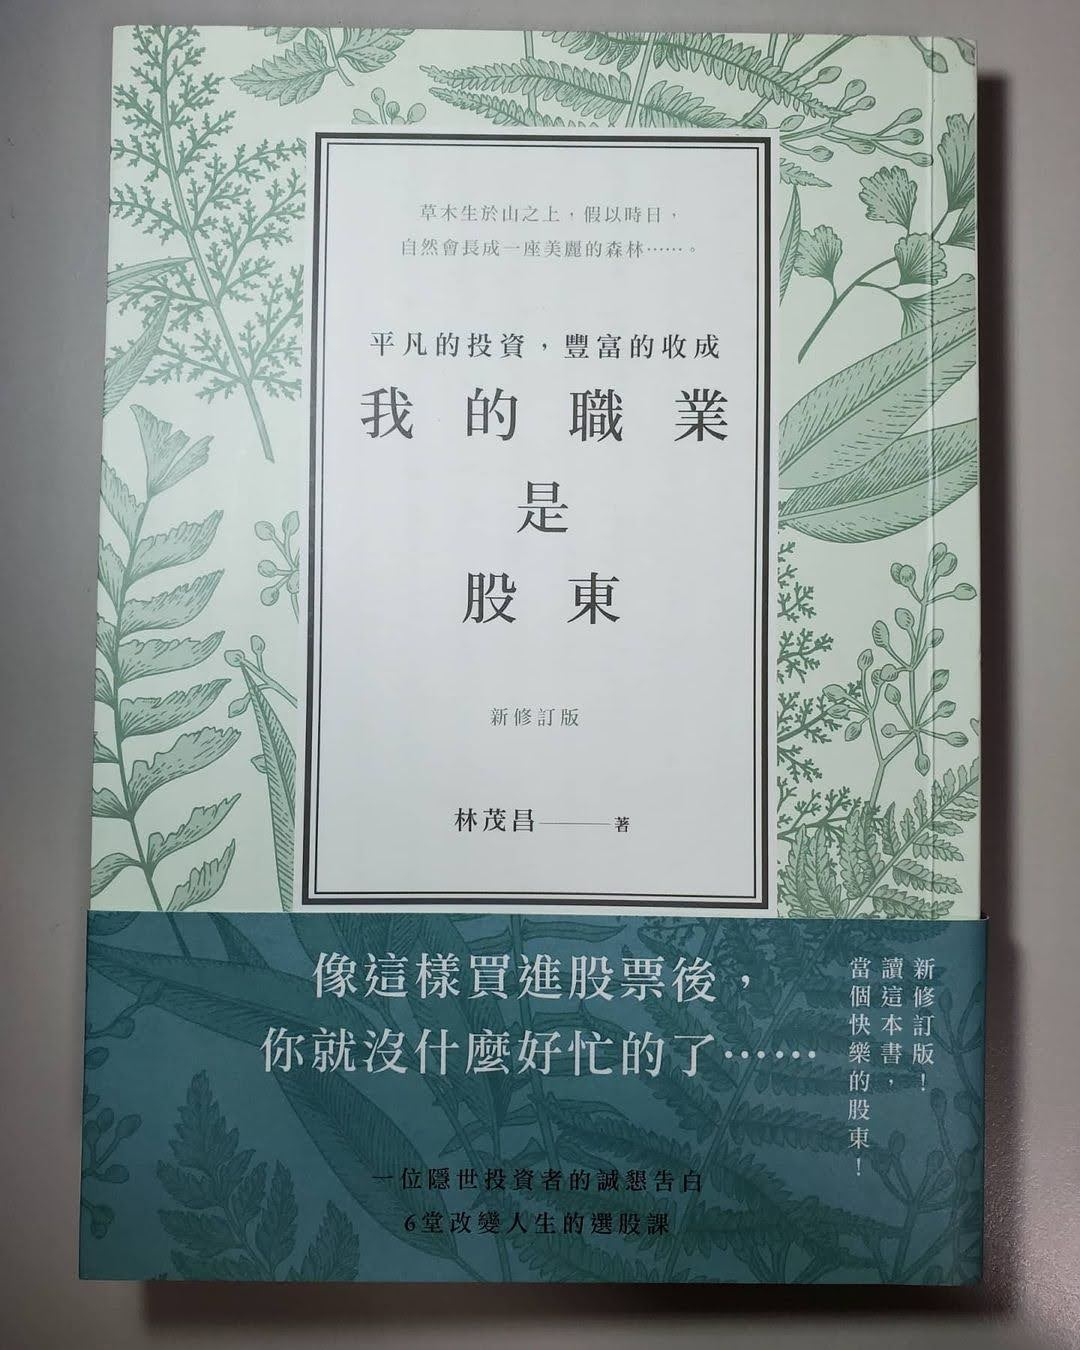 草木生於山之上，假以時日，
自然會長成一座美麗的森林……。
平凡的投資，豐富的收成
我的職業
是
股東
新修訂版
林茂昌——著
像這樣買進股票後，
你就沒什麼好忙的了……
新修訂版！
讀這本書，
當個快樂的股東！
一位隱世投資者的誠懇告白
6堂改變人生的選股課